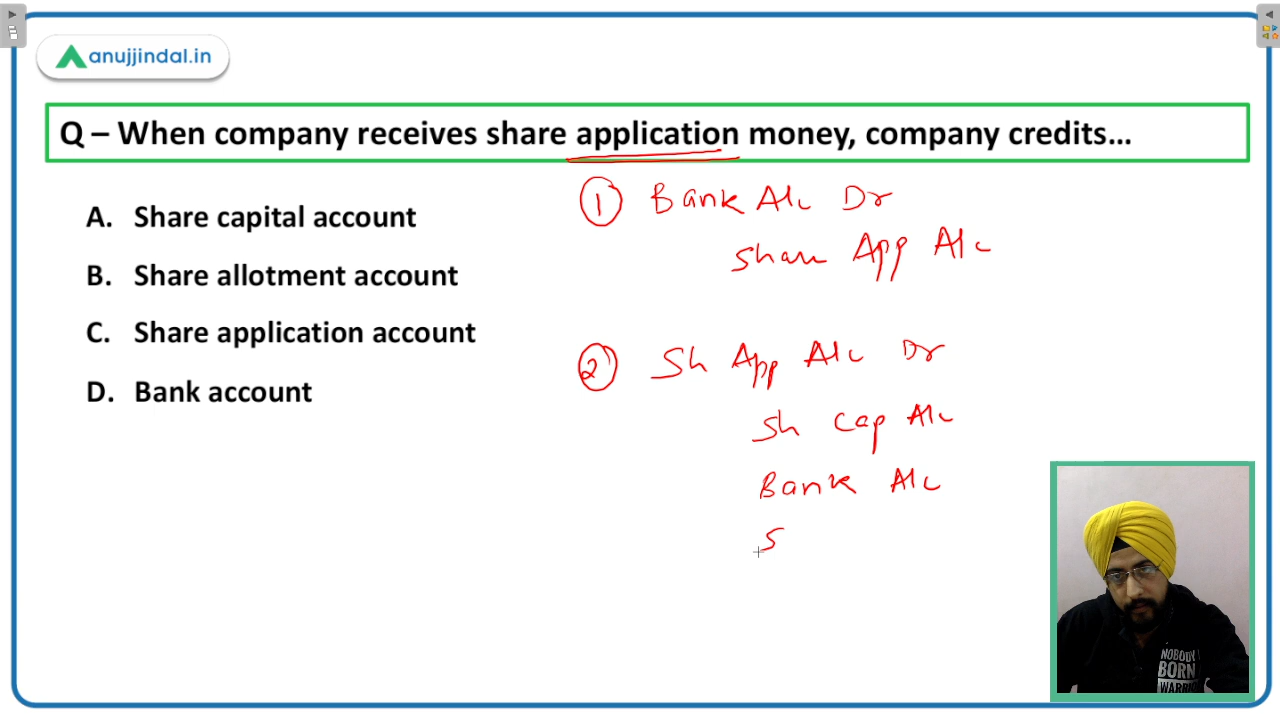 anujjindal.in
Q – When company receives share application money, company credits...
A. Share capital account
B. Share allotment account
C. Share application account
D. Bank account
1 Bank A/c Dr
Share App A/c
2 Sh App A/c Dr
Sh Cap A/c
Bank A/c
S
NOBODY
BORN
WARRI